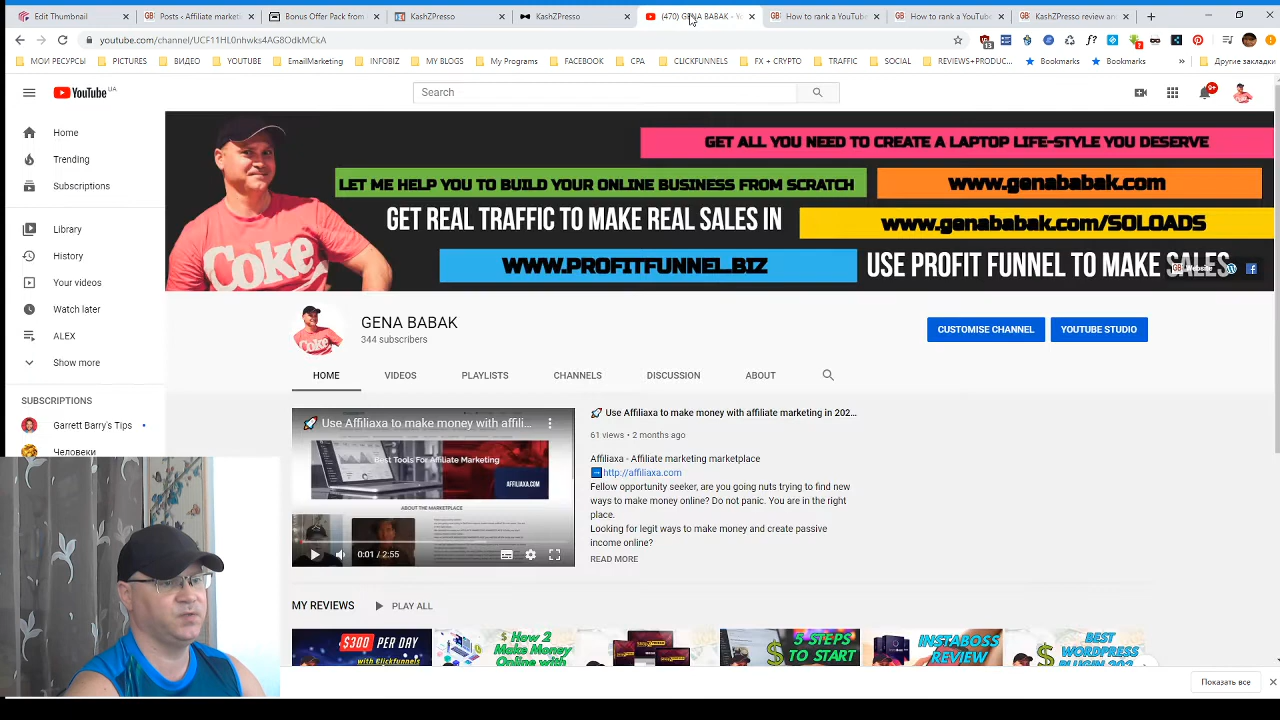 Edit Thumbnail
Posts - Affiliate market
Bonus Offer Pack from
KashZPresso
KashZPresso
(470) GENA BABAK - Yo
How to rank a YouTube
How to rank a YouTube
KashZPresso review an
youtube.com/channel/UCF11HL0nhwks4AG8OdkMCkA
МОИ РЕСУРСЫ
PICTURES
ВИДЕО
YOUTUBE
EmailMarketing
INFOBIZ
MY BLOGS
My Programs
FACEBOOK
CPA
CLICKFUNNELS
FX + CRYPTO
TRAFFIC
SOCIAL
REVIEWS+PRODUC...
Bookmarks
Bookmarks
»
Другие закладки
YouTube UA
Search
9+
Home
Trending
Subscriptions
Library
History
Your videos
Watch later
ALEX
Show more
SUBSCRIPTIONS
Garrett Barry's Tips
Человеки
GET ALL YOU NEED TO CREATE A LAPTOP LIFE-STYLE YOU DESERVE
LET ME HELP YOU TO BUILD YOUR ONLINE BUSINESS FROM SCRATCH
www.genababak.com
GET REAL TRAFFIC TO MAKE REAL SALES IN
www.genababak.com/SOLOADS
WWW.PROFITFUNNEL.BIZ
USE PROFIT FUNNEL TO MAKE SALES
Website
Coke
GENA BABAK
344 subscribers
CUSTOMISE CHANNEL
YOUTUBE STUDIO
HOME
VIDEOS
PLAYLISTS
CHANNELS
DISCUSSION
ABOUT
🚀 Use Affiliaxa to make money with affili...
Best Tools For Affiliate Marketing
AFFILIAXA.COM
ABOUT THE MARKETPLACE
0:01 / 2:55
🚀 Use Affiliaxa to make money with affiliate marketing in 202...
61 views • 2 months ago
Affiliaxa - Affiliate marketing marketplace
➡ http://affiliaxa.com
Fellow opportunity seeker, are you going nuts trying to find new
ways to make money online? Do not panic. You are in the right
place.
Looking for legit ways to make money and create passive
income online?
READ MORE
MY REVIEWS
PLAY ALL
$300 PER DAY
with Clickfunnels
How 2
Make Money
Online with
5 STEPS
TO START
INSTABOSS
REVIEW
BEST
WORDPRESS
PLUGIN 202
Показать все